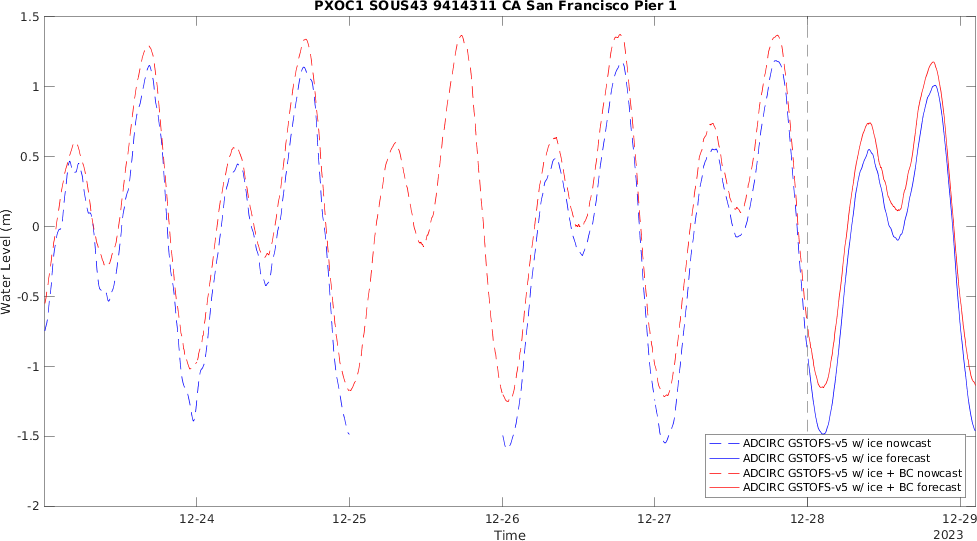 PXOC1 SOUS43 9414311 CA San Francisco Pier 1
1.5
1
0.5
0
-0.5
-1
-1.5
-2
Water Level (m)
12-24
12-25
12-26
12-27
12-28
12-29
Time
2023
ADCIRC GSTOFS-v5 w/ ice nowcast
ADCIRC GSTOFS-v5 w/ ice forecast
ADCIRC GSTOFS-v5 w/ ice + BC nowcast
ADCIRC GSTOFS-v5 w/ ice + BC forecast